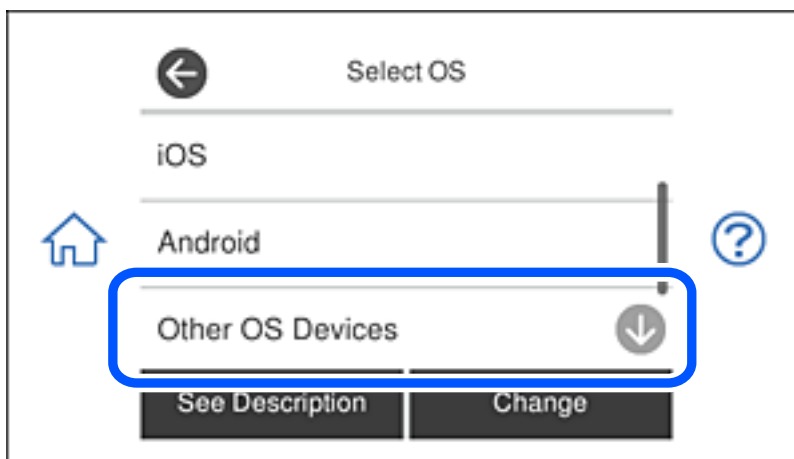 Select OS
iOS
Android
Other OS Devices
See Description Change